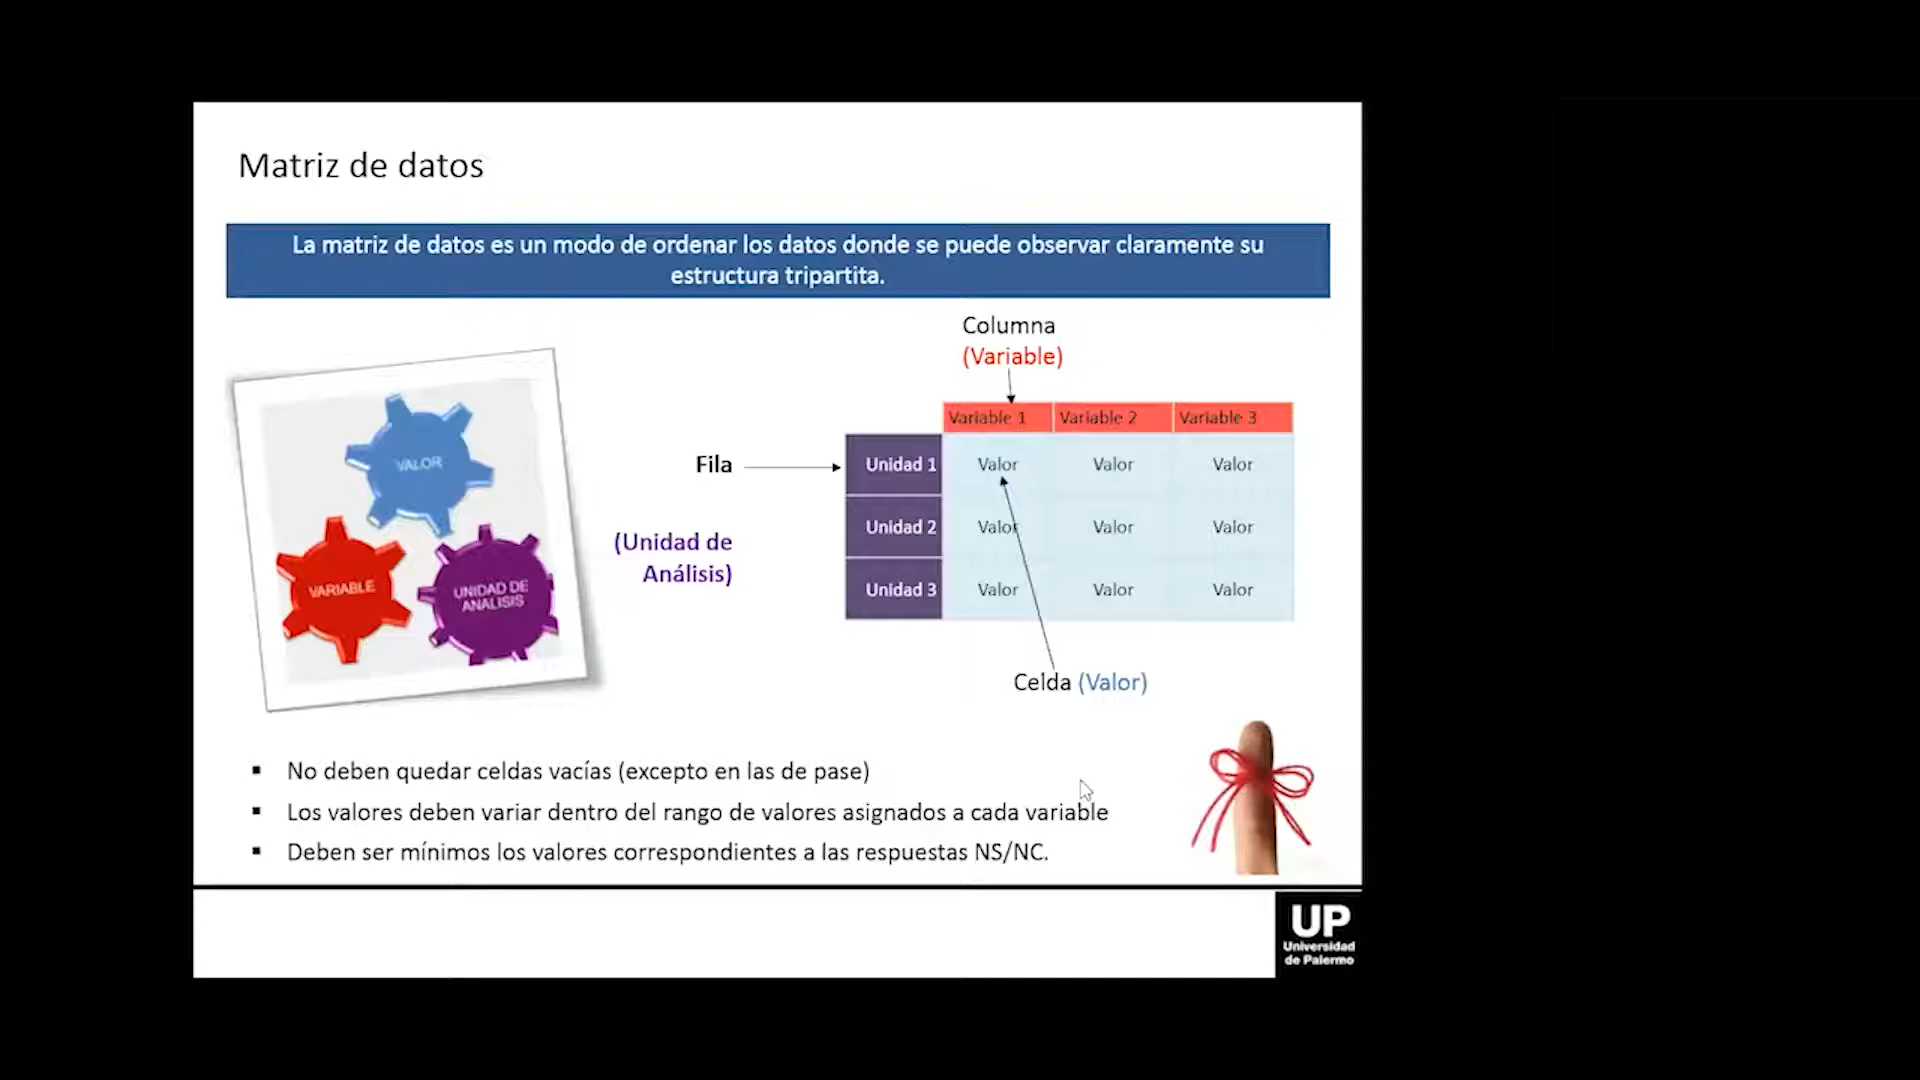 Matriz de datos
La matriz de datos es un modo de ordenar los datos donde se puede observar claramente su
estructura tripartita.
VALOR
VARIABLE
UNIDAD DE
ANALISIS
Columna
(Variable)
Variable 1 Variable 2 Variable 3
Fila
(Unidad de
Análisis)
Unidad 1 Valor Valor Valor
Unidad 2 Valor Valor Valor
Unidad 3 Valor Valor Valor
Celda (Valor)
▪ No deben quedar celdas vacías (excepto en las de pase)
▪ Los valores deben variar dentro del rango de valores asignados a cada variable
▪ Deben ser mínimos los valores correspondientes a las respuestas NS/NC.
UP
Universidad
de Palermo